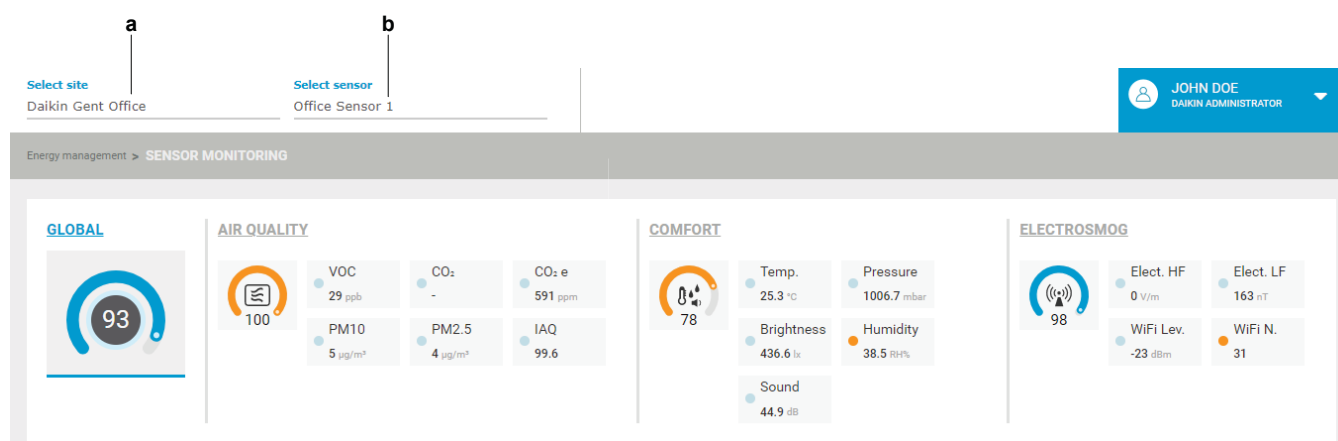 a
b
Select site
Select sensor
Daikin Gent Office
Office Sensor 1
JOHN DOE
DAIKIN ADMINISTRATOR
Energy management > SENSOR MONITORING
GLOBAL
AIR QUALITY
COMFORT
ELECTROSMOG
93
100
VOC
29 ppb
CO₂
-
CO₂ e
591 ppm
PM10
5 µg/m³
PM2.5
4 µg/m³
IAQ
99.6
78
Temp.
25.3 °C
Pressure
1006.7 mbar
Brightness
436.6 lx
Humidity
38.5 RH%
Sound
44.9 dB
98
Elect. HF
0 V/m
Elect. LF
163 nT
WiFi Lev.
-23 dBm
WiFi N.
31